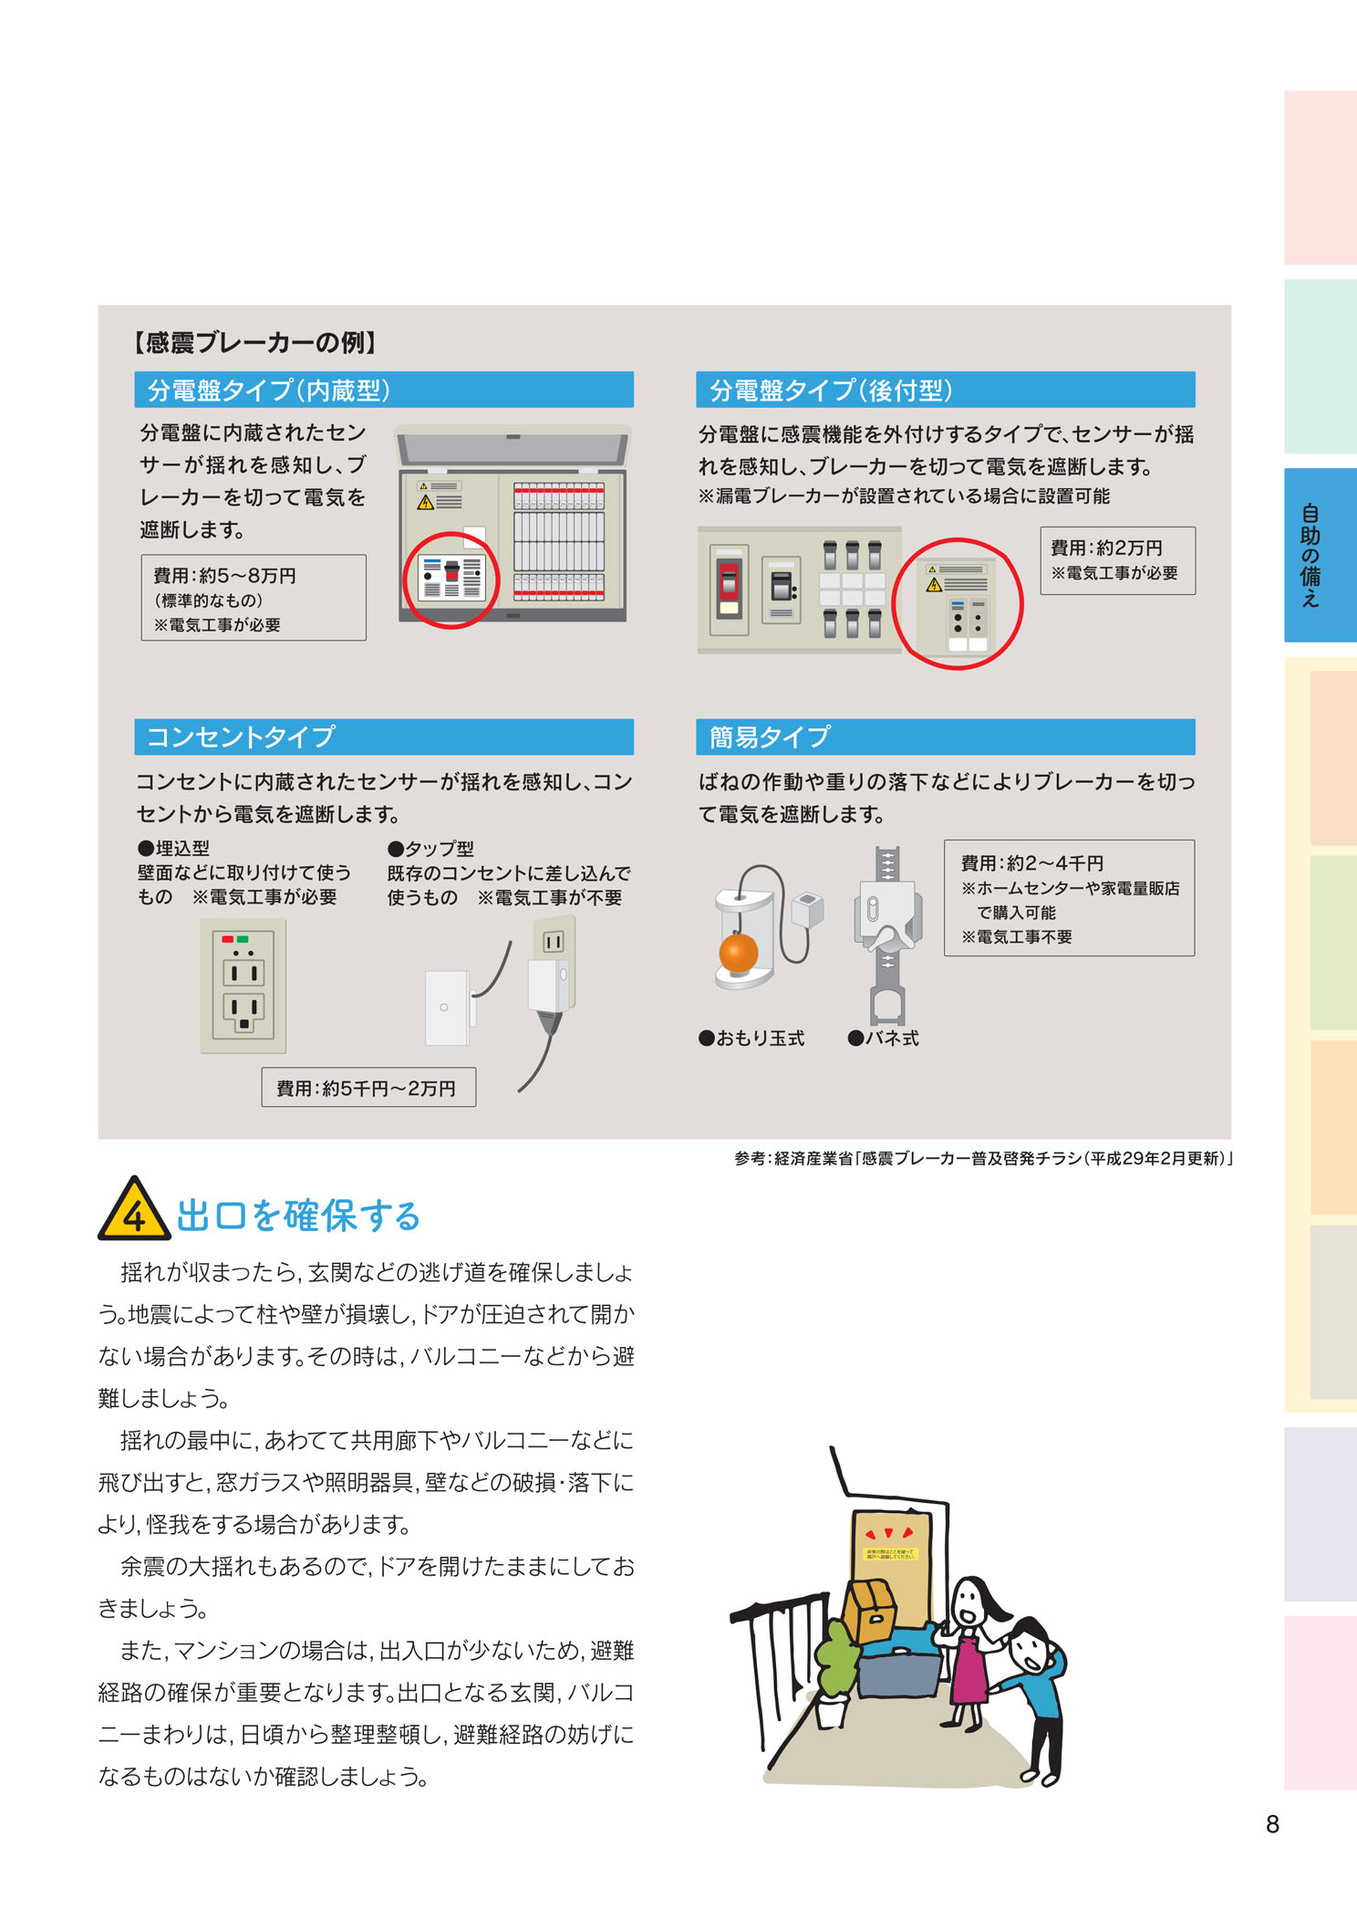 【感震ブレーカーの例】
分電盤タイプ(内蔵型)
分電盤に内蔵されたセン
サーが揺れを感知し、ブ
レーカーを切って電気を
遮断します。
費用：約5～8万円
(標準的なもの)
※電気工事が必要
分電盤タイプ(後付型)
分電盤に感震機能を外付けするタイプで、センサーが揺
れを感知し、ブレーカーを切って電気を遮断します。
※漏電ブレーカーが設置されている場合に設置可能
費用：約2万円
※電気工事が必要
コンセントタイプ
コンセントに内蔵されたセンサーが揺れを感知し、コン
セントから電気を遮断します。
●埋込型
壁面などに取り付けて使う
もの　※電気工事が必要
●タップ型
既存のコンセントに差し込んで
使うもの　※電気工事が不要
費用：約5千円～2万円
簡易タイプ
ばねの作動や重りの落下などによりブレーカーを切っ
て電気を遮断します。
費用：約2～4千円
※ホームセンターや家電量販店
で購入可能
※電気工事不要
●おもり玉式
●バネ式
参考：経済産業省「感震ブレーカー普及啓発チラシ(平成29年2月更新)」
4 出口を確保する
揺れが収まったら，玄関などの逃げ道を確保しましょ
う。地震によって柱や壁が損壊し，ドアが圧迫されて開か
ない場合があります。その時は，バルコニーなどから避
難しましょう。
揺れの最中に，あわてて共用廊下やバルコニーなどに
飛び出すと，窓ガラスや照明器具，壁などの破損・落下に
より，怪我をする場合があります。
余震の大揺れもあるので，ドアを開けたままにしてお
きましょう。
また，マンションの場合は，出入口が少ないため，避難
経路の確保が重要となります。出口となる玄関，バルコ
ニーまわりは，日頃から整理整頓し，避難経路の妨げに
なるものはないか確認しましょう。
非常の際はここを破って
隣戸へ避難してください。
自助の備え
8